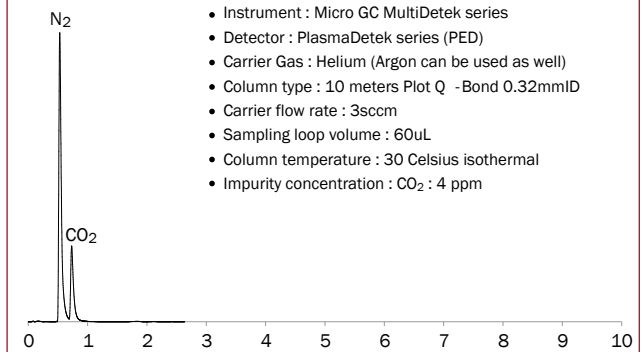 N2
• Instrument : Micro GC MultiDetek series
• Detector : PlasmaDetek series (PED)
• Carrier Gas : Helium (Argon can be used as well)
• Column type : 10 meters Plot Q -Bond 0.32mmID
• Carrier flow rate : 3sccm
• Sampling loop volume : 60uL
• Column temperature : 30 Celsius isothermal
• Impurity concentration : CO2 : 4 ppm
CO2
0 1 2 3 4 5 6 7 8 9 10